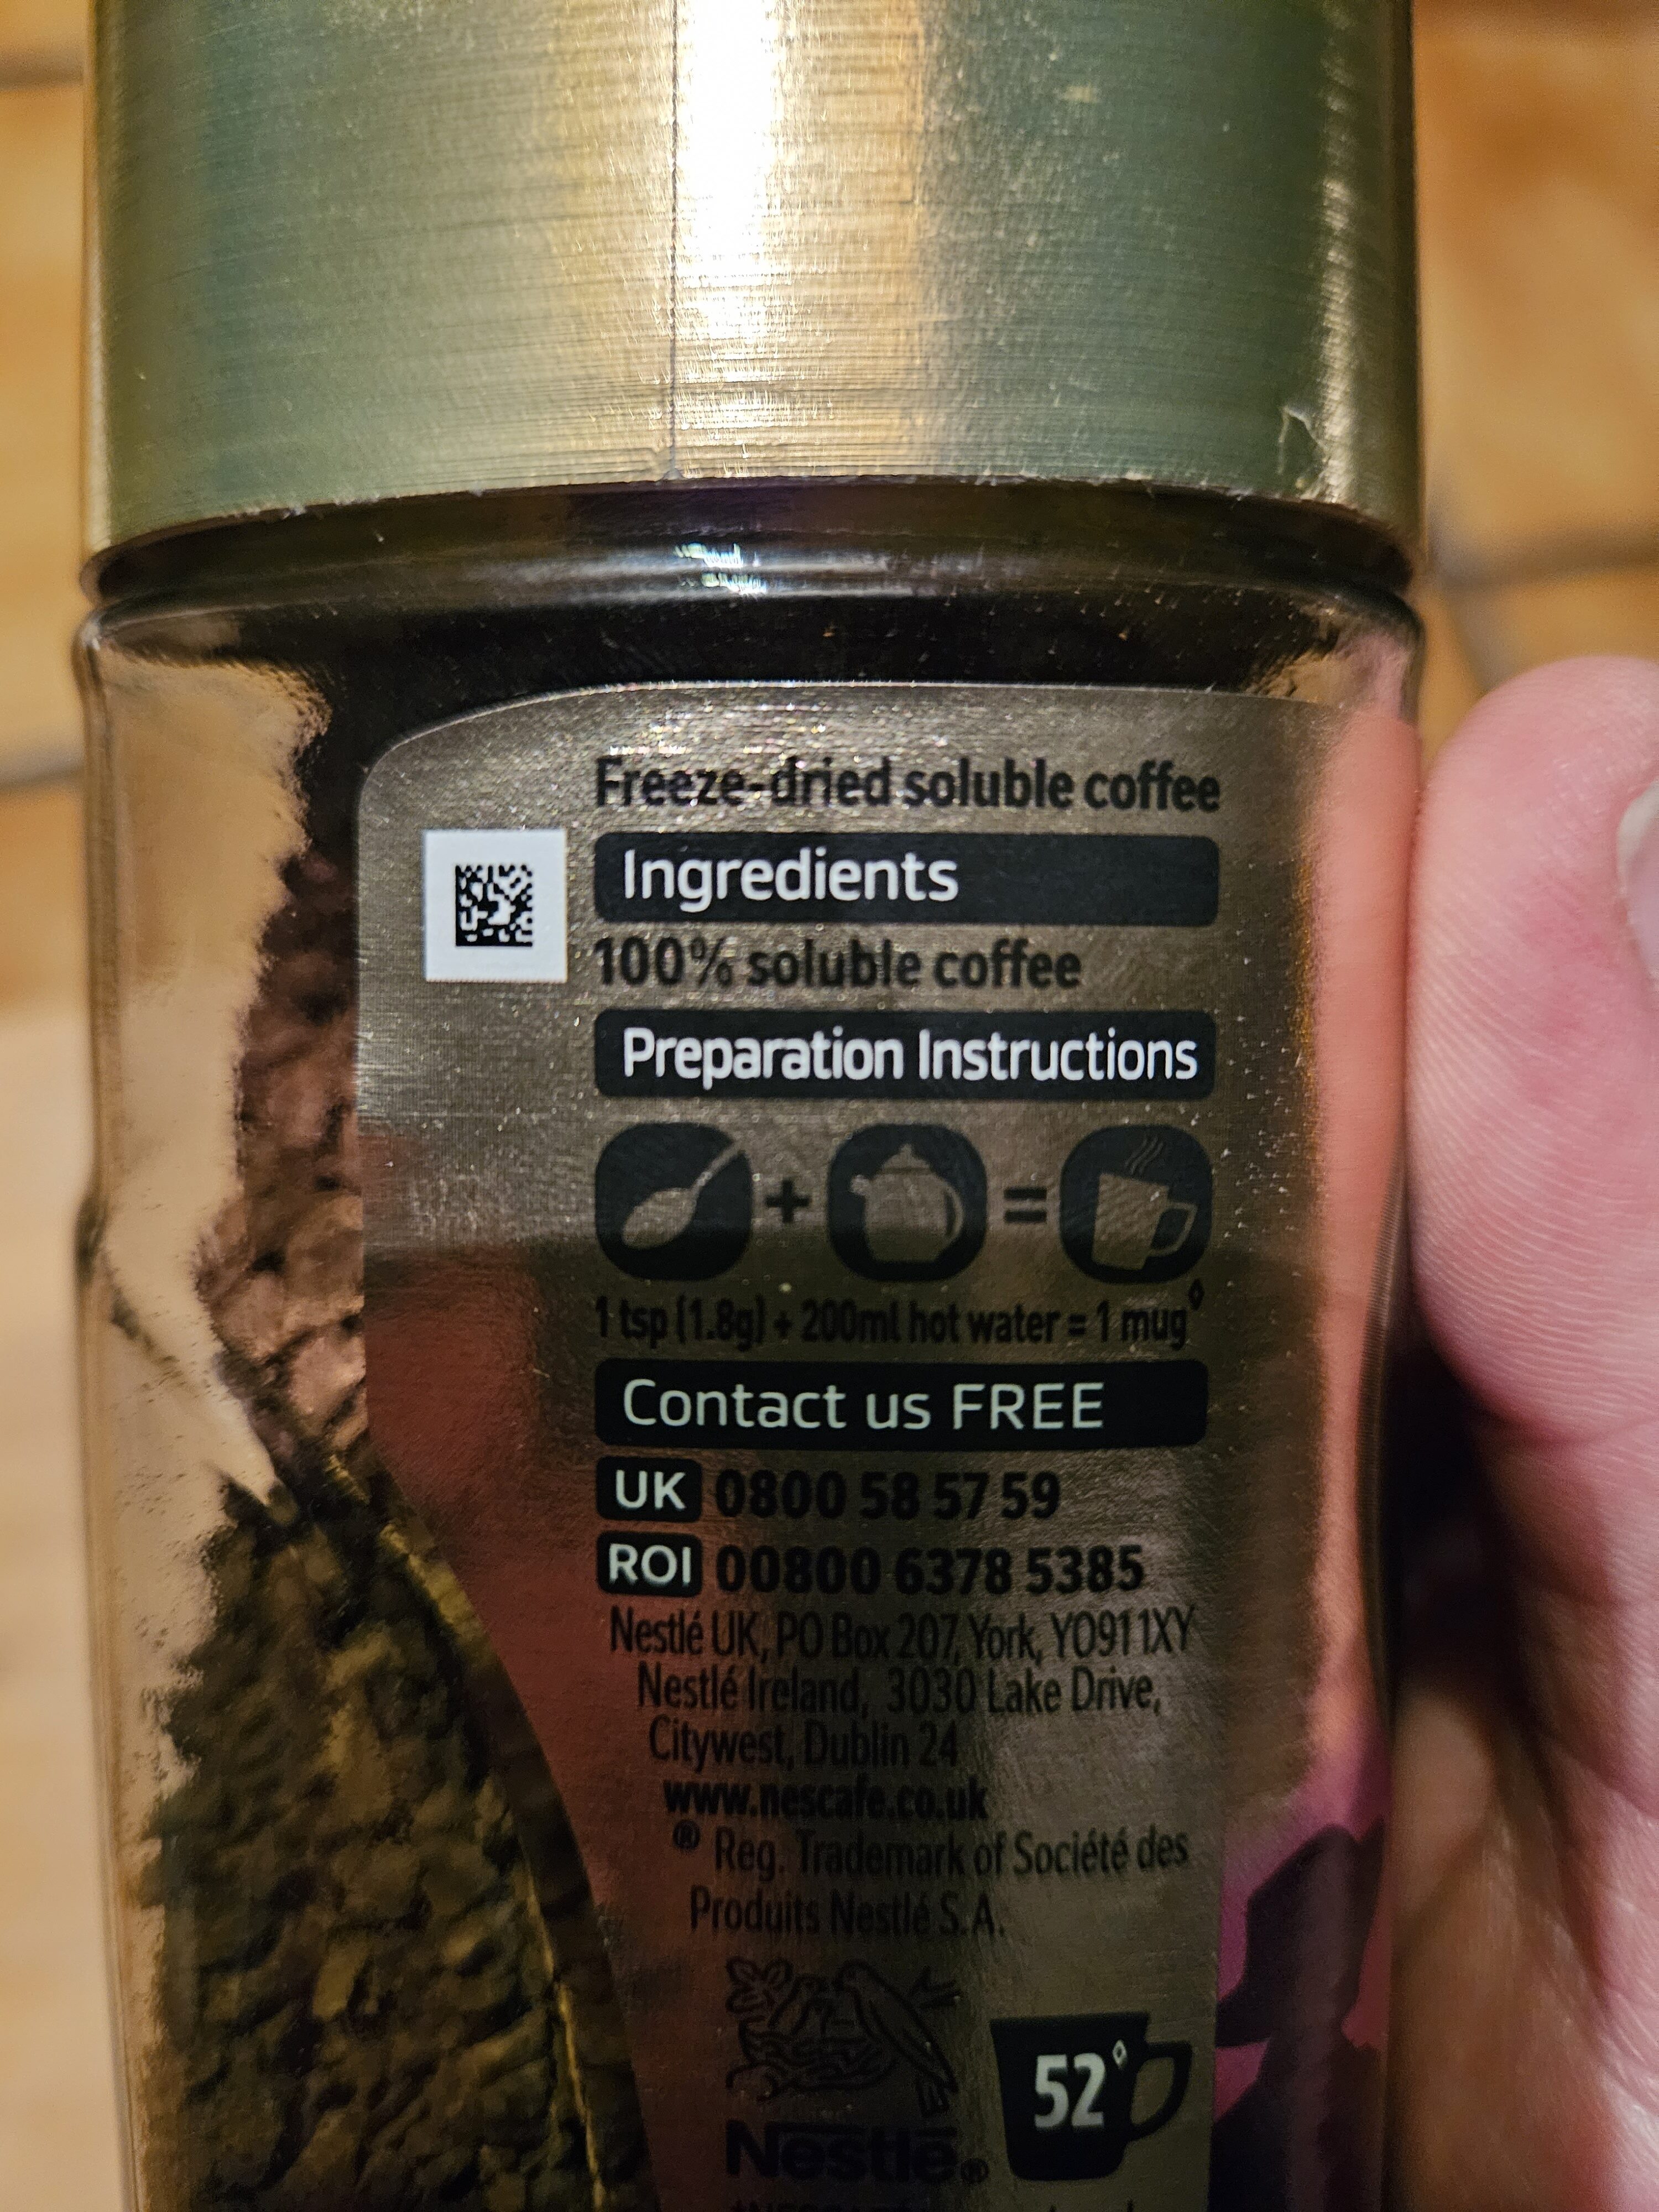 Freeze-dried soluble coffee
Ingredients
100% soluble coffee
Preparation Instructions
+ =
1 tsp (1.8g) + 200ml hot water = 1 mug◊
Contact us FREE
UK 0800 58 57 59
ROI 00800 6378 5385
Nestlé UK, PO Box 207, York, YO91 1XY
Nestlé Ireland, 3030 Lake Drive,
Citywest, Dublin 24
www.nescafe.co.uk
® Reg. Trademark of Société des
Produits Nestlé S.A.
52◊
Nestlé®